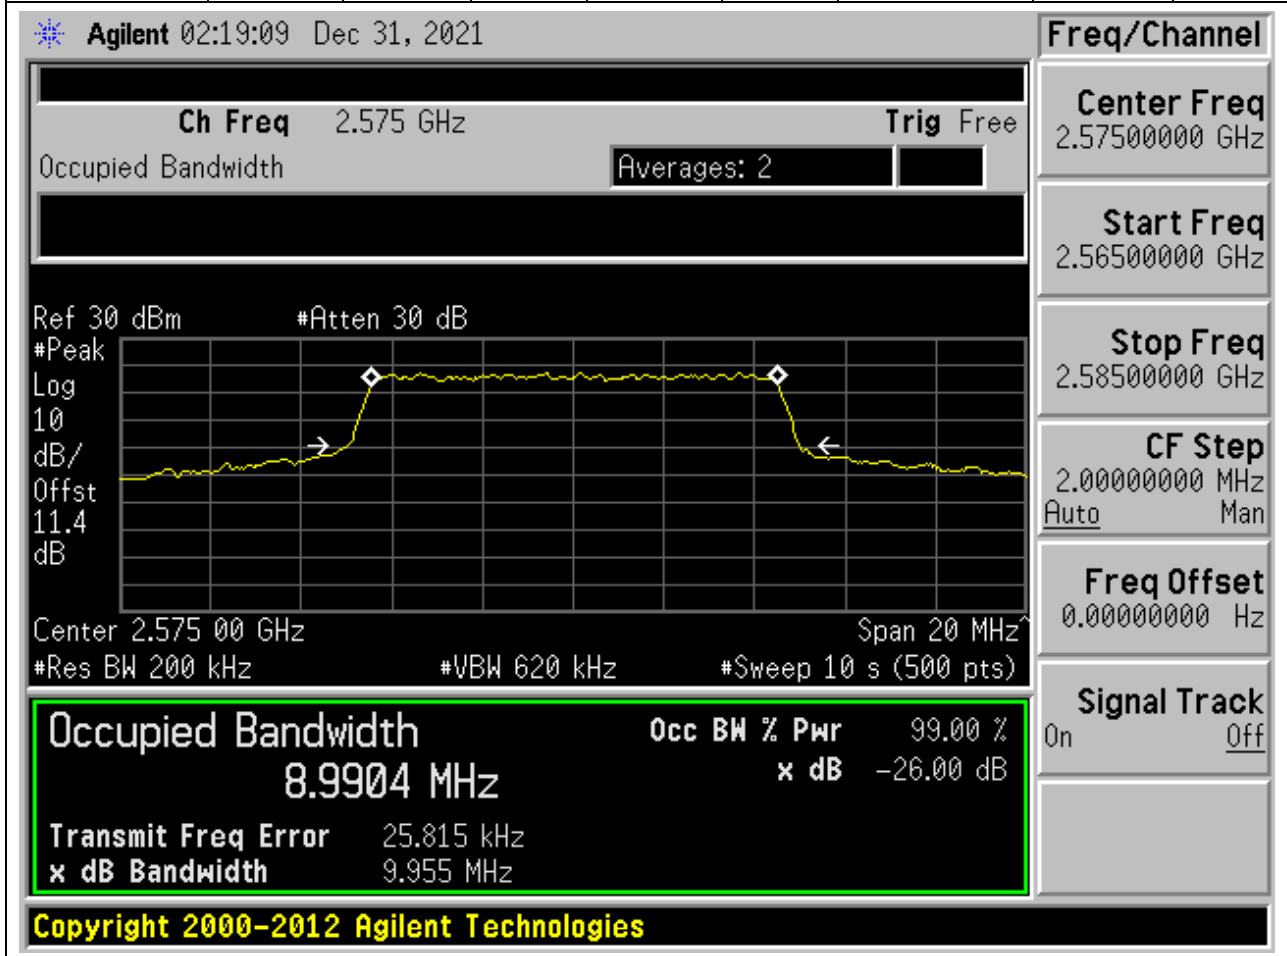 Agilent 02:19:09 Dec 31, 2021
Freq/Channel
Ch Freq 2.575 GHz Trig Free
Occupied Bandwidth Averages: 2
Ref 30 dBm #Atten 30 dB
#Peak
Log
10
dB/
Offst
11.4
dB
Center 2.575 00 GHz Span 20 MHz^
#Res BW 200 kHz #VBW 620 kHz #Sweep 10 s (500 pts)
Occupied Bandwidth Occ BW % Pwr 99.00 %
8.9904 MHz x dB -26.00 dB
Transmit Freq Error 25.815 kHz
x dB Bandwidth 9.955 MHz
Center Freq
2.57500000 GHz
Start Freq
2.56500000 GHz
Stop Freq
2.58500000 GHz
CF Step
2.00000000 MHz
Auto Man
Freq Offset
0.00000000 Hz
Signal Track
On Off
Copyright 2000-2012 Agilent Technologies